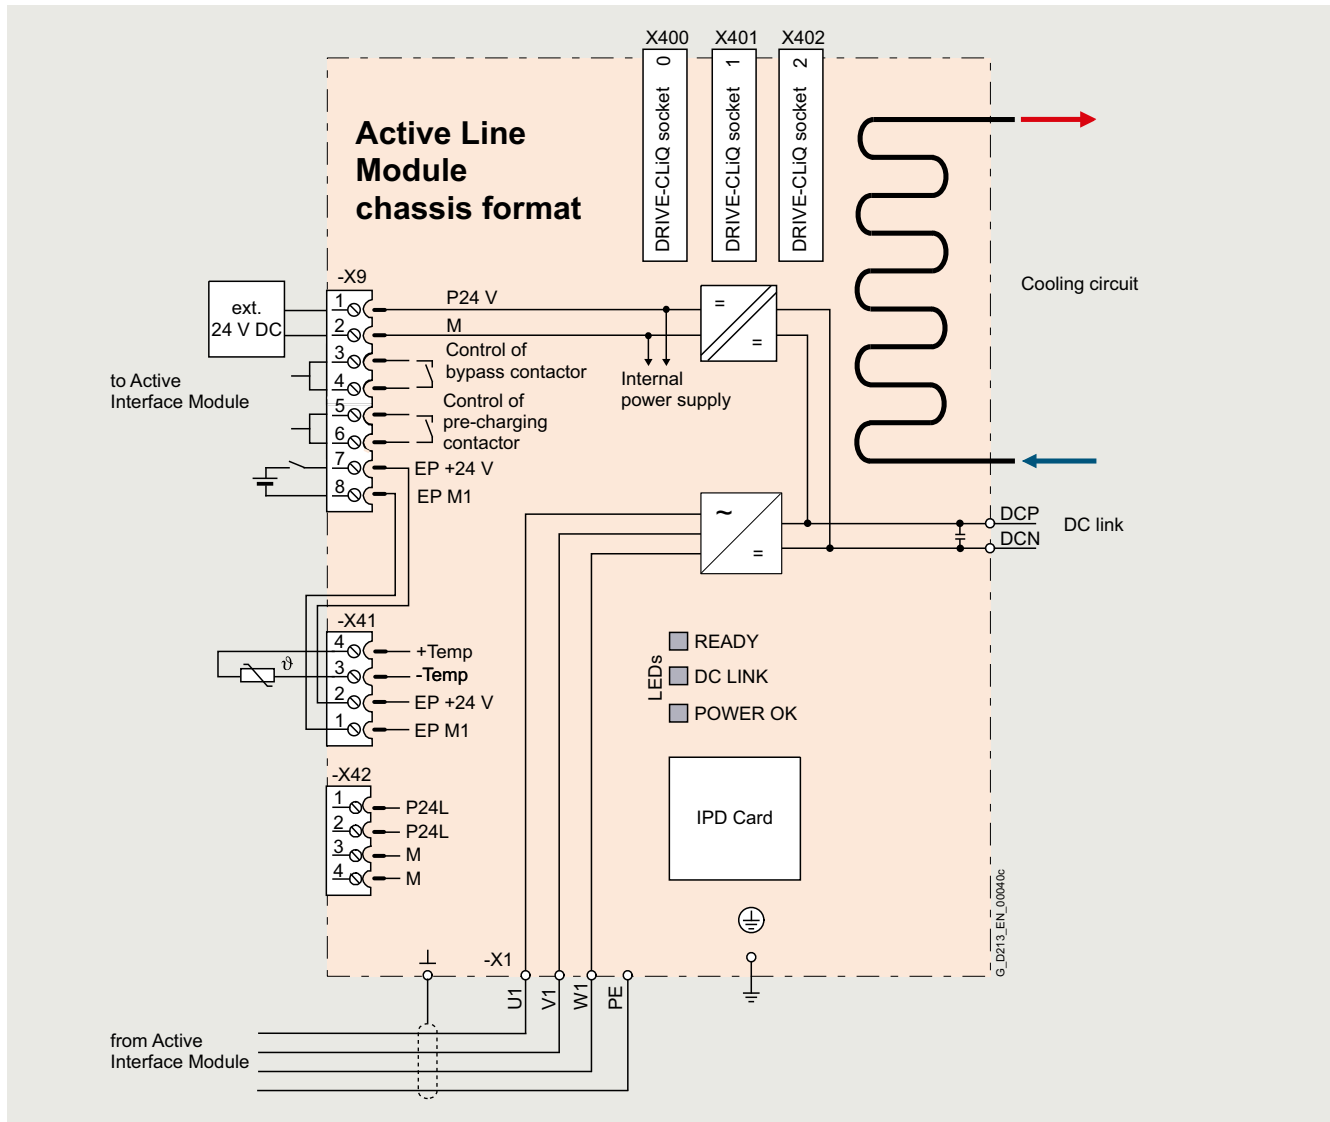 X400 X401 X402
DRIVE-CLiQ socket 0
DRIVE-CLiQ socket 1
DRIVE-CLiQ socket 2
Active Line
Module
chassis format
-X9
ext.
24 V DC
1
2
3
4
5
6
7
8
P24 V
M
Control of
bypass contactor
Control of
pre-charging
contactor
EP +24 V
EP M1
to Active
Interface Module
=
=
Internal
power supply
Cooling circuit
~
=
DCP
DCN
DC link
-X41
4
3
2
1
ϑ
+Temp
-Temp
EP +24 V
EP M1
LEDs
READY
DC LINK
POWER OK
-X42
1
2
3
4
P24L
P24L
M
M
IPD Card
G_D213_EN_00040c
-X1
U1
V1
W1
PE
from Active
Interface Module